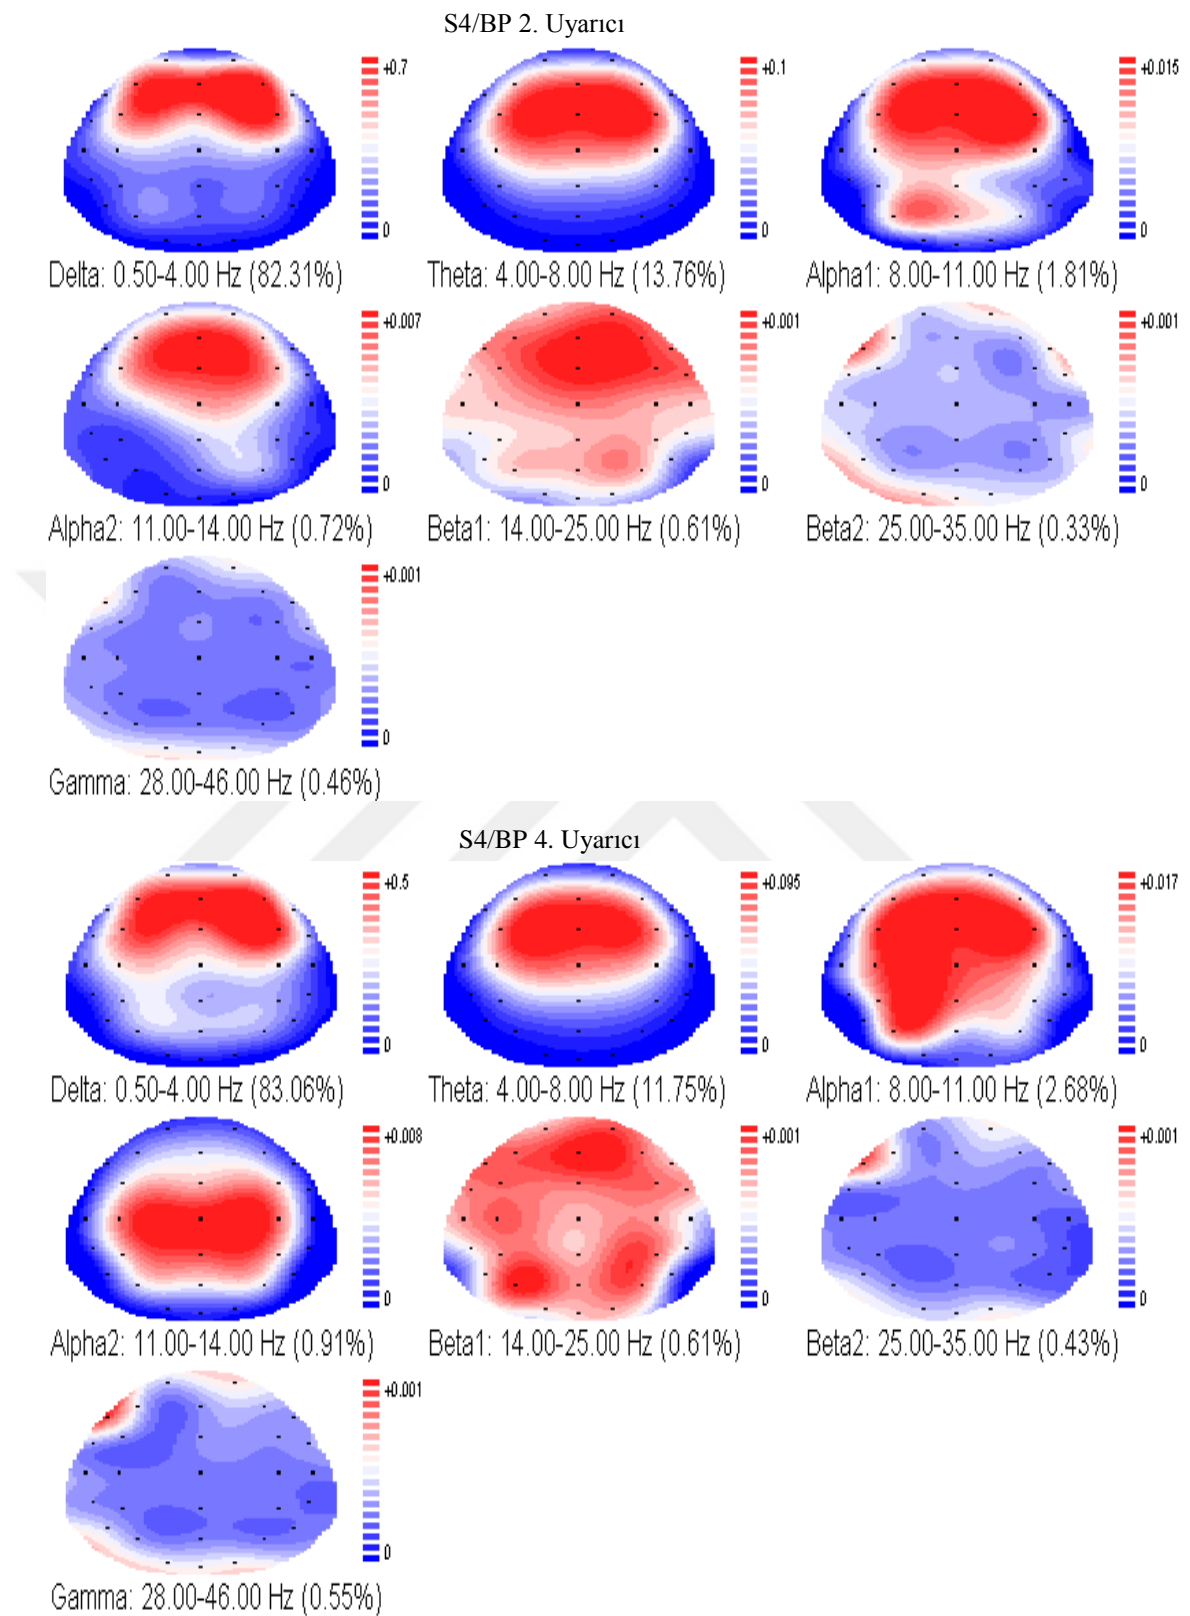 S4/BP 2. Uyarıcı
+0.7
0
+0.1
0
+0.015
0
Delta: 0.50-4.00 Hz (82.31%)
Theta: 4.00-8.00 Hz (13.76%)
Alpha1: 8.00-11.00 Hz (1.81%)
+0.007
0
+0.001
0
+0.001
0
Alpha2: 11.00-14.00 Hz (0.72%)
Beta1: 14.00-25.00 Hz (0.61%)
Beta2: 25.00-35.00 Hz (0.33%)
+0.001
0
Gamma: 28.00-46.00 Hz (0.46%)
S4/BP 4. Uyarıcı
+0.5
0
+0.095
0
+0.017
0
Delta: 0.50-4.00 Hz (83.06%)
Theta: 4.00-8.00 Hz (11.75%)
Alpha1: 8.00-11.00 Hz (2.68%)
+0.008
0
+0.001
0
+0.001
0
Alpha2: 11.00-14.00 Hz (0.91%)
Beta1: 14.00-25.00 Hz (0.61%)
Beta2: 25.00-35.00 Hz (0.43%)
+0.001
0
Gamma: 28.00-46.00 Hz (0.55%)